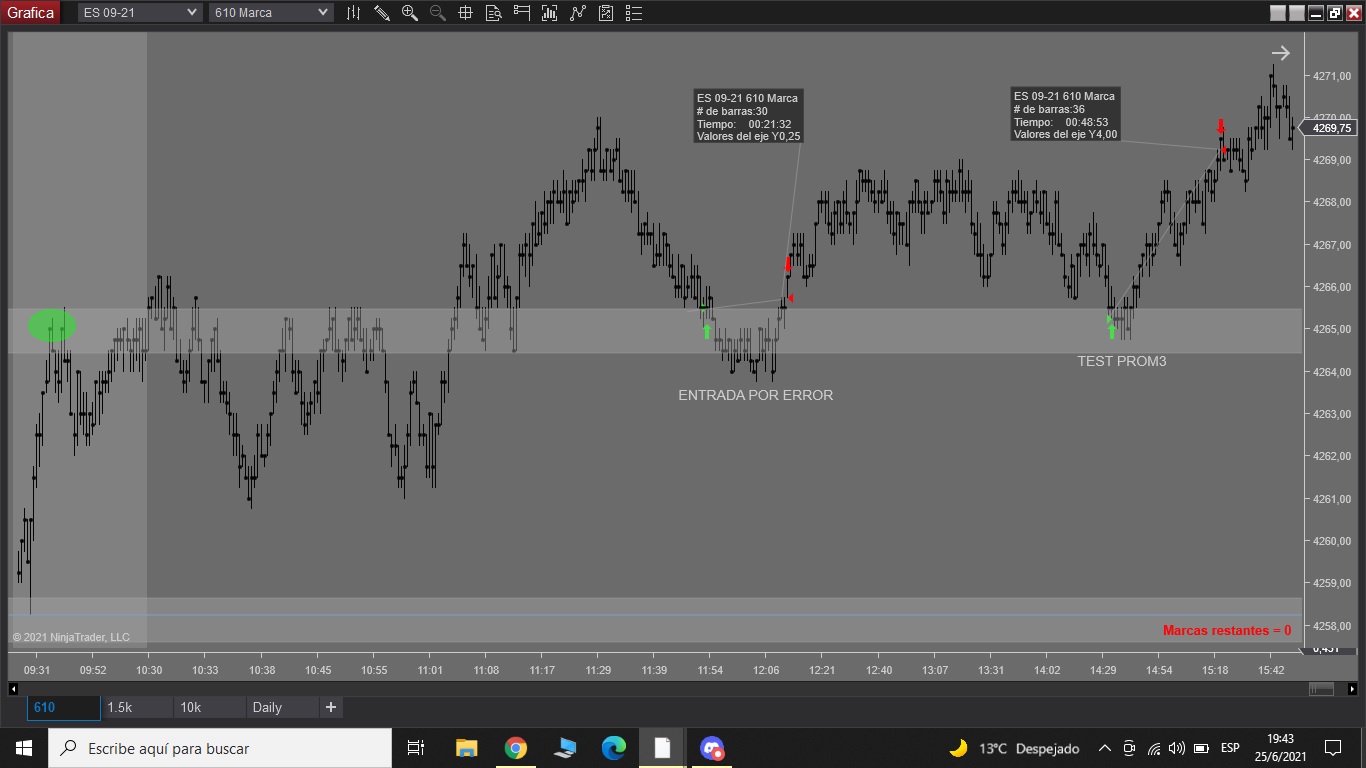 Grafica
ES 09-21
610 Marca
ES 09-21 610 Marca
# de barras:30
Tiempo: 00:21:32
Valores del eje Y0,25
ES 09-21 610 Marca
# de barras:36
Tiempo: 00:48:53
Valores del eje Y4,00
4271,00
4270,00
4269,75
4269,00
4268,00
4267,00
4266,00
4265,00
4264,00
4263,00
4262,00
4261,00
4260,00
4259,00
4258,00
TEST PROM3
ENTRADA POR ERROR
© 2021 NinjaTrader, LLC
Marcas restantes = 0
09:31 09:52 10:30 10:33 10:38 10:45 10:55 11:01 11:08 11:17 11:29 11:39 11:54 12:06 12:21 12:40 13:07 13:31 14:02 14:29 14:54 15:18 15:42
610 1.5k 10k Daily +
Escribe aquí para buscar
13°C Despejado
ESP
19:43
25/6/2021